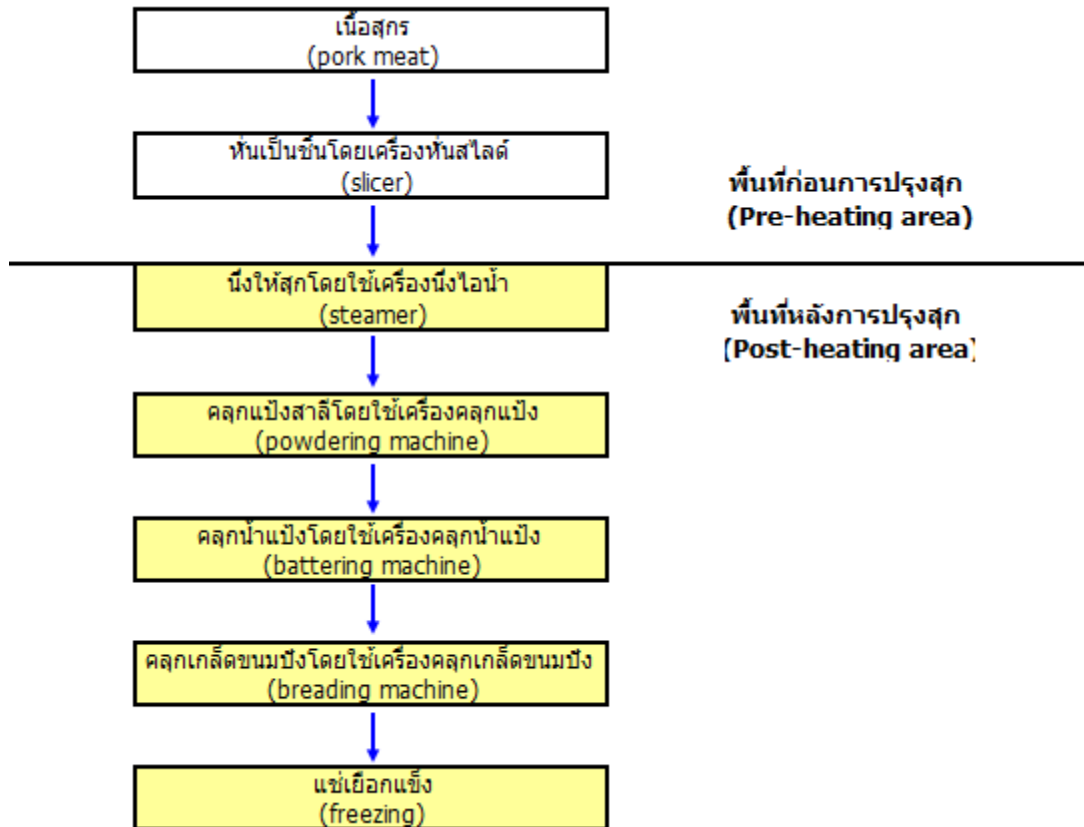 เนื้อสุกร
(pork meat)
หั่นเป็นชิ้นโดยเครื่องหั่นสไลด์
(slicer)
พื้นที่ก่อนการปรุงสุก
(Pre-heating area)
นึ่งให้สุกโดยใช้เครื่องนึ่งไอน้ำ
(steamer)
พื้นที่หลังการปรุงสุก
(Post-heating area)
คลุกแป้งสาลีโดยใช้เครื่องคลุกแป้ง
(powdering machine)
คลุกน้ำแป้งโดยใช้เครื่องคลุกน้ำแป้ง
(battering machine)
คลุกเกล็ดขนมปังโดยใช้เครื่องคลุกเกล็ดขนมปัง
(breading machine)
แช่เยือกแข็ง
(freezing)